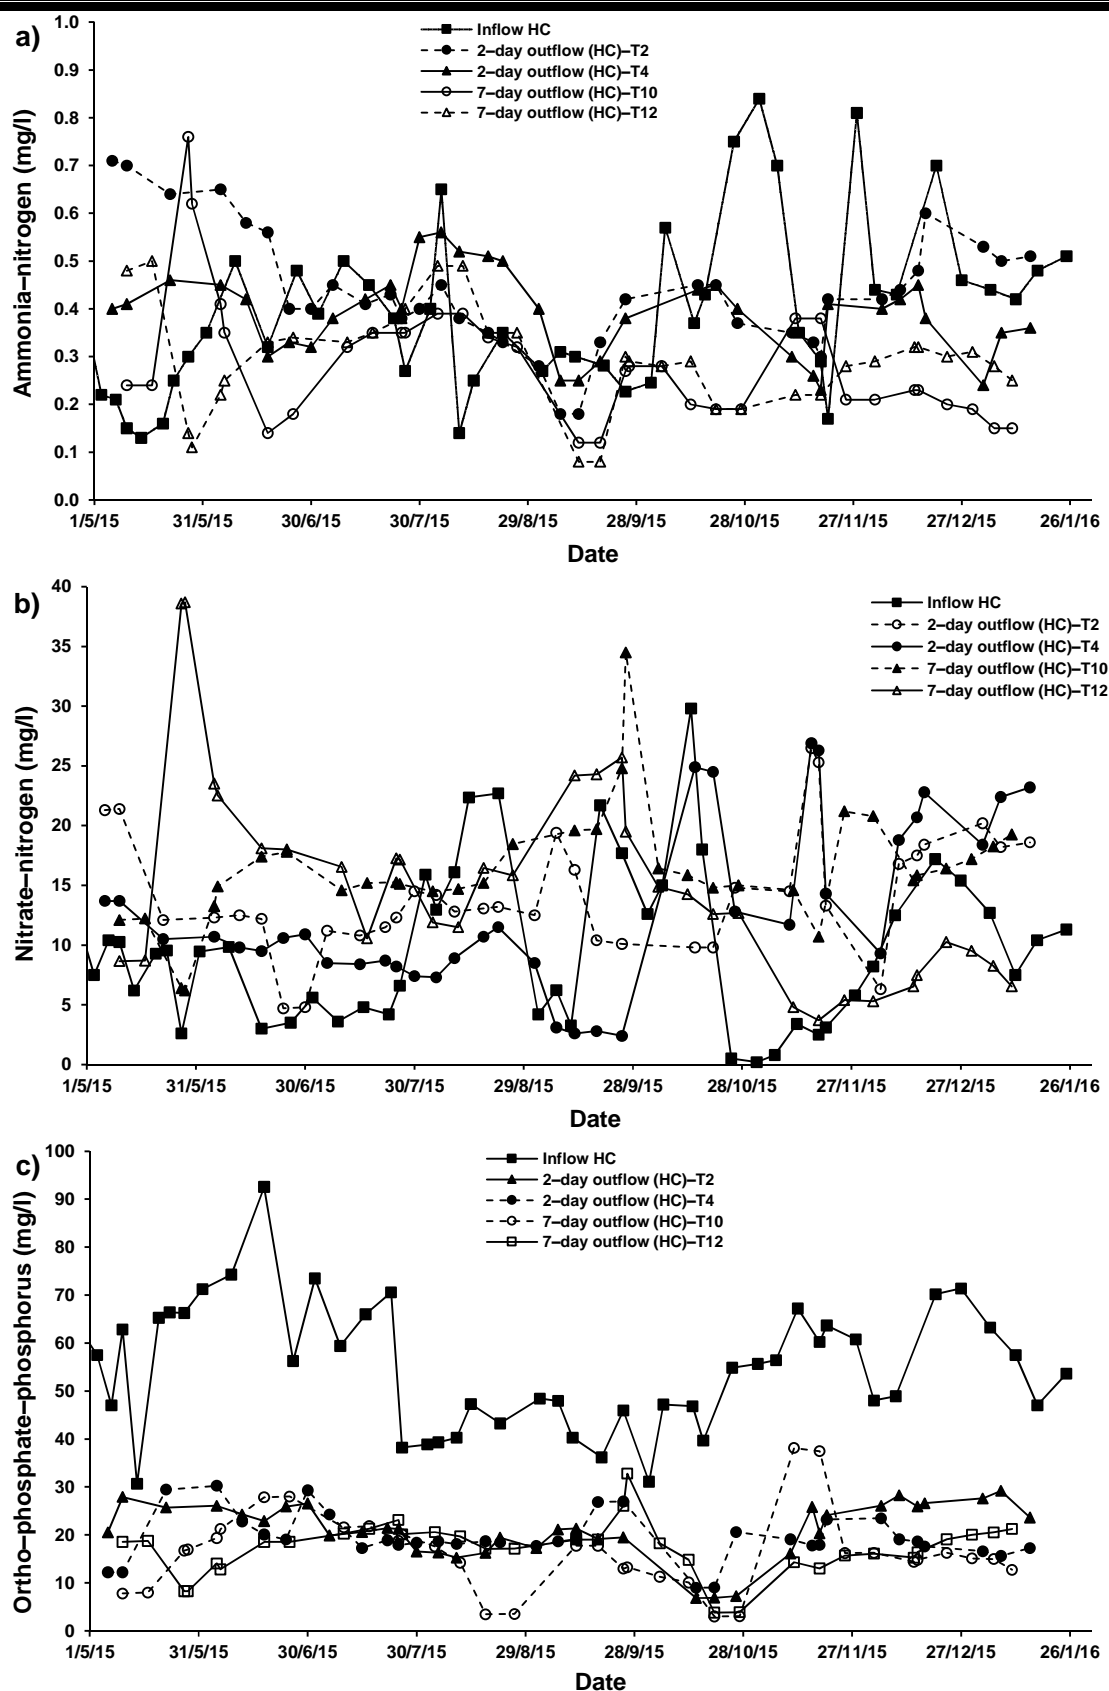 a)
Ammonia–nitrogen (mg/l)
1.0
0.9
0.8
0.7
0.6
0.5
0.4
0.3
0.2
0.1
0.0
Inflow HC
2–day outflow (HC)–T2
2–day outflow (HC)–T4
7–day outflow (HC)–T10
7–day outflow (HC)–T12
1/5/15 31/5/15 30/6/15 30/7/15 29/8/15 28/9/15 28/10/15 27/11/15 27/12/15 26/1/16
Date
b)
Nitrate–nitrogen (mg/l)
40
35
30
25
20
15
10
5
0
Inflow HC
2–day outflow (HC)–T2
2–day outflow (HC)–T4
7–day outflow (HC)–T10
7–day outflow (HC)–T12
1/5/15 31/5/15 30/6/15 30/7/15 29/8/15 28/9/15 28/10/15 27/11/15 27/12/15 26/1/16
Date
c)
Ortho–phosphate–phosphorus (mg/l)
100
90
80
70
60
50
40
30
20
10
0
Inflow HC
2–day outflow (HC)–T2
2–day outflow (HC)–T4
7–day outflow (HC)–T10
7–day outflow (HC)–T12
1/5/15 31/5/15 30/6/15 30/7/15 29/8/15 28/9/15 28/10/15 27/11/15 27/12/15 26/1/16
Date